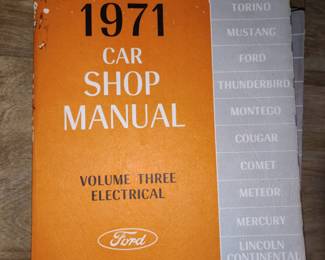 1971
CAR
SHOP
MANUAL
VOLUME THREE
ELECTRICAL
Ford
TORINO
MUSTANG
FORD
THUNDERBIRD
MONTEGO
COUGAR
COMET
METEOR
MERCURY
LINCOLN
CONTINENTAL